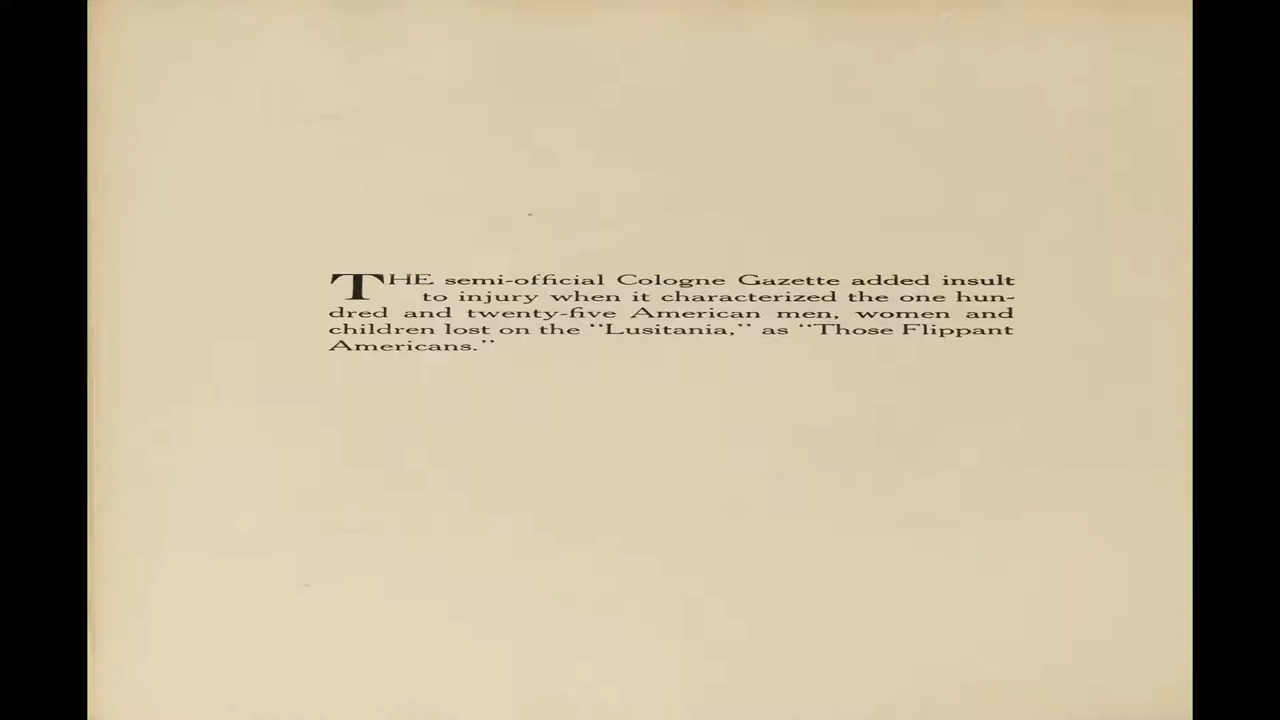 THE semi-official Cologne Gazette added insult
to injury when it characterized the one hun-
dred and twenty-five American men, women and
children lost on the "Lusitania," as "Those Flippant
Americans."